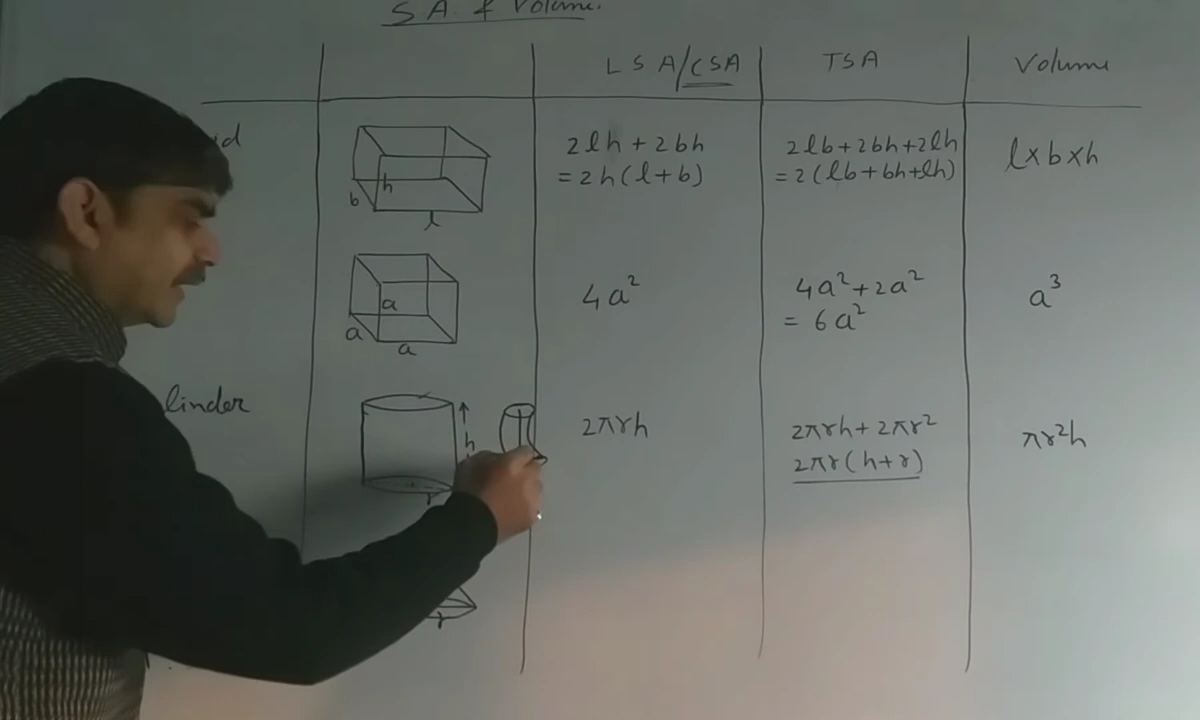 S A. & Volume.
LSA/CSA TSA Volume
id
b h l
2lh + 2bh
= 2h(l+b)
2lb+2bh+2lh
= 2(lb+bh+lh)
l×b×h
a a a
4a²
4a²+2a²
= 6a²
a³
linder
h
r
2πrh
2πrh+2πr²
2πr(h+r)
πr²h
r